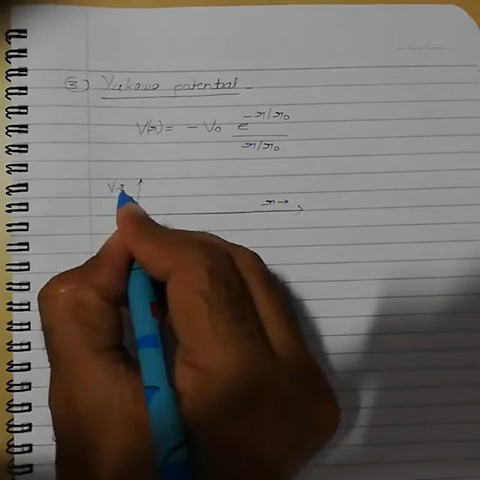 ③) Yukawa potential
V(r) = - V₀ e^(-r/r₀) / (r/r₀)
r→